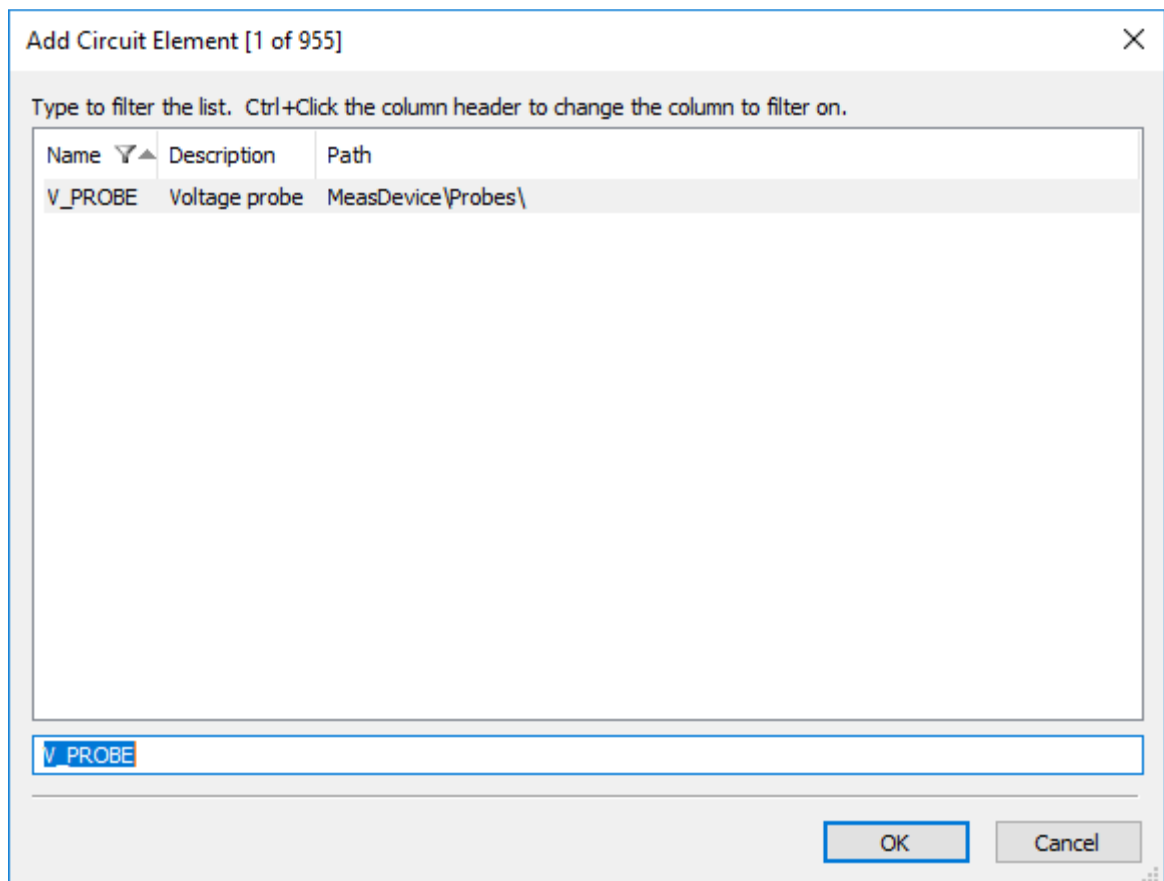 Add Circuit Element [1 of 955]
Type to filter the list.  Ctrl+Click the column header to change the column to filter on.
Name Description Path
V_PROBE Voltage probe MeasDevice\Probes\
V_PROBE
OK Cancel